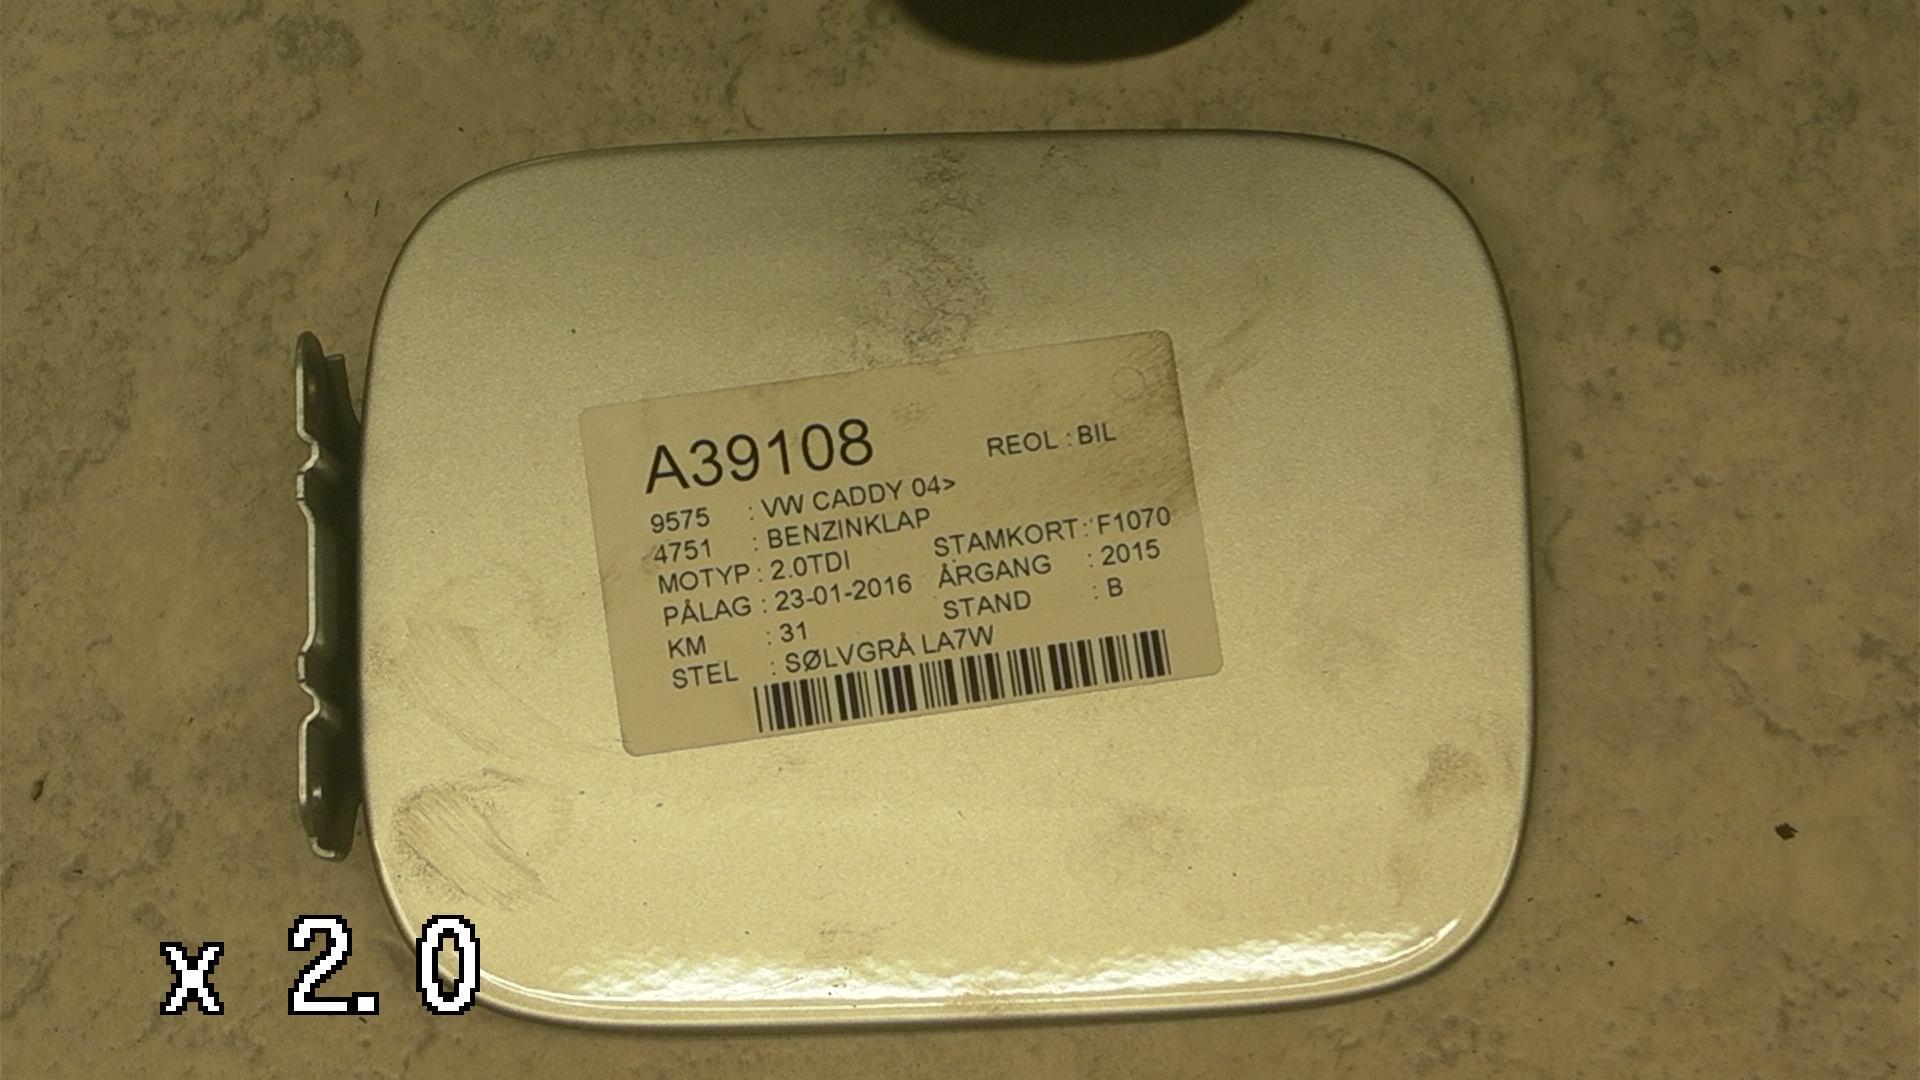 A39108 REOL : BIL
9575 : VW CADDY 04>
4751 : BENZINKLAP
MOTYP : 2.0TDI STAMKORT : F1070
PÅLAG : 23-01-2016 ÅRGANG : 2015
KM : 31 STAND : B
STEL : SØLVGRÅ LA7W
x 2.0